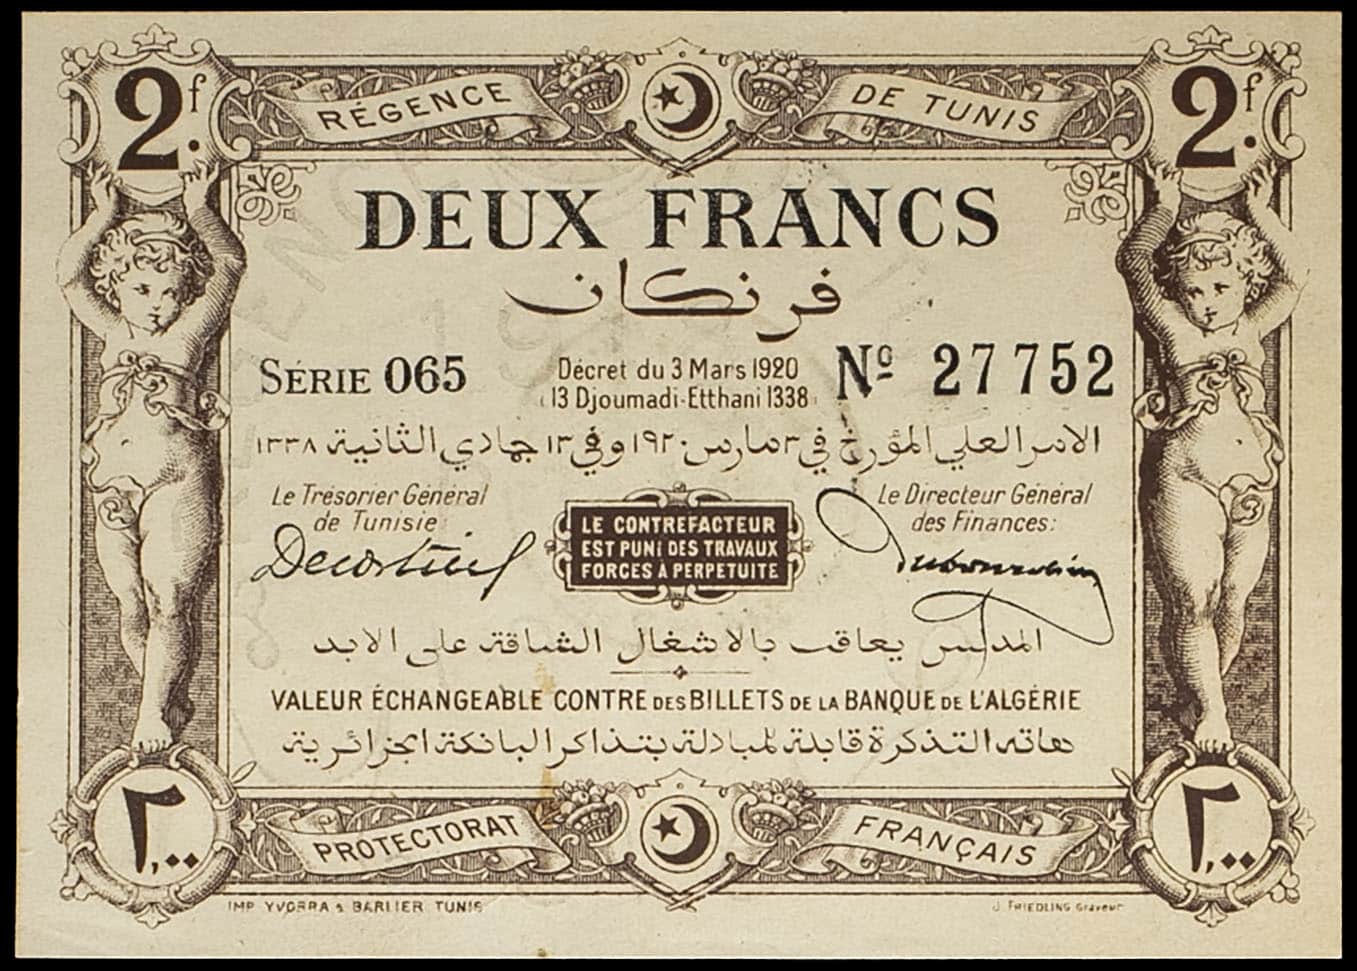 2f. 2f.
RÉGENCE DE TUNIS
DEUX FRANCS
فرنكان
SÉRIE 065
Décret du 3 Mars 1920
13 Djoumadi-Etthani 1338
Nº 27752
الامر العلي المؤرخ في ٣ مارس ١٩٢٠ وفي ١٣ جمادي الثانية ١٣٣٨
Le Trésorier Général
de Tunisie:
LE CONTREFACTEUR
EST PUNI DES TRAVAUX
FORCES À PERPETUITE
Le Directeur Général
des Finances:
المدلس يعاقب بالاشغال الشاقة على الابد
VALEUR ÉCHANGEABLE CONTRE DES BILLETS DE LA BANQUE DE L'ALGÉRIE
هاته التذكرة قابلة للمبادلة بتذاكر البانكة الجزائرية
٢,٠٠ ٢,٠٠
PROTECTORAT FRANÇAIS
IMP YVORRA & BARLIER TUNIS
J. FRIEDLING Graveur